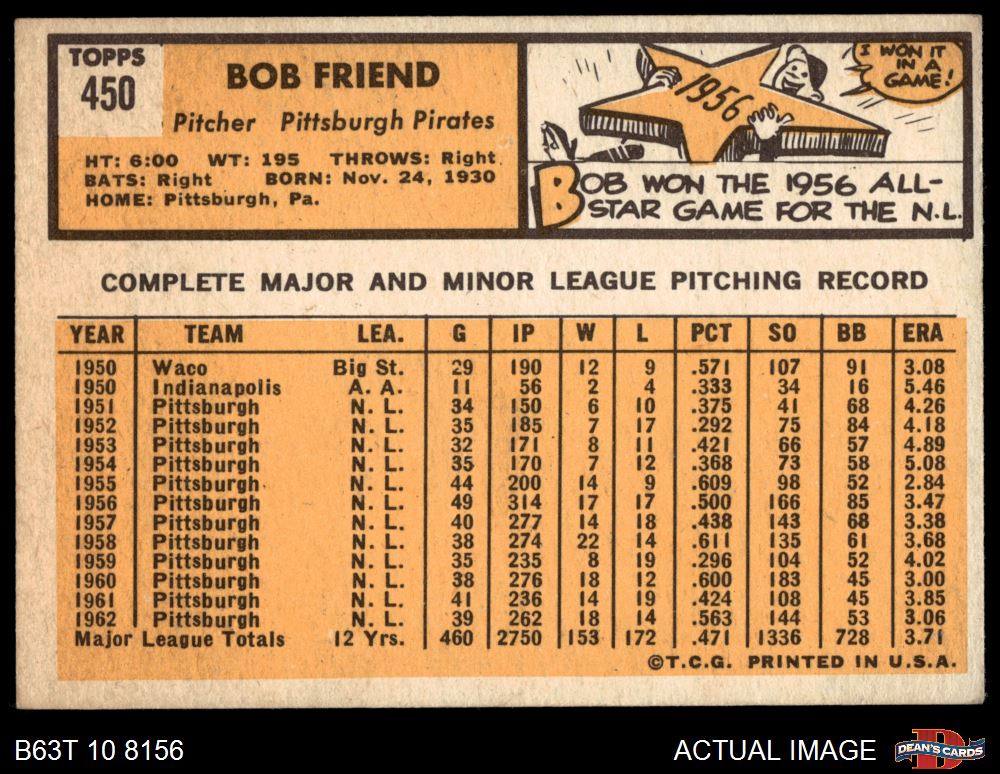 TOPPS
450
BOB FRIEND
Pitcher Pittsburgh Pirates
HT: 6:00 WT: 195 THROWS: Right
BATS: Right BORN: Nov. 24, 1930
HOME: Pittsburgh, Pa.
1956
I WON IT
IN A
GAME!
BOB WON THE 1956 ALL-
STAR GAME FOR THE N.L.
COMPLETE MAJOR AND MINOR LEAGUE PITCHING RECORD
YEAR TEAM LEA. G IP W L PCT SO BB ERA
1950 Waco Big St. 29 190 12 9 .571 107 91 3.08
1950 Indianapolis A. A. 11 56 2 4 .333 34 16 5.46
1951 Pittsburgh N. L. 34 150 6 10 .375 41 68 4.26
1952 Pittsburgh N. L. 35 185 7 17 .292 75 84 4.18
1953 Pittsburgh N. L. 32 171 8 11 .421 66 57 4.89
1954 Pittsburgh N. L. 35 170 7 12 .368 73 58 5.08
1955 Pittsburgh N. L. 44 200 14 9 .609 98 52 2.84
1956 Pittsburgh N. L. 49 314 17 17 .500 166 85 3.47
1957 Pittsburgh N. L. 40 277 14 18 .438 143 68 3.38
1958 Pittsburgh N. L. 38 274 22 14 .611 135 61 3.68
1959 Pittsburgh N. L. 35 235 8 19 .296 104 52 4.02
1960 Pittsburgh N. L. 38 276 18 12 .600 183 45 3.00
1961 Pittsburgh N. L. 41 236 14 19 .424 108 45 3.85
1962 Pittsburgh N. L. 39 262 18 14 .563 144 53 3.06
Major League Totals 12 Yrs. 460 2750 153 172 .471 1336 728 3.71
©T.C.G. PRINTED IN U.S.A.
B63T 10 8156
ACTUAL IMAGE
DEAN'S CARDS